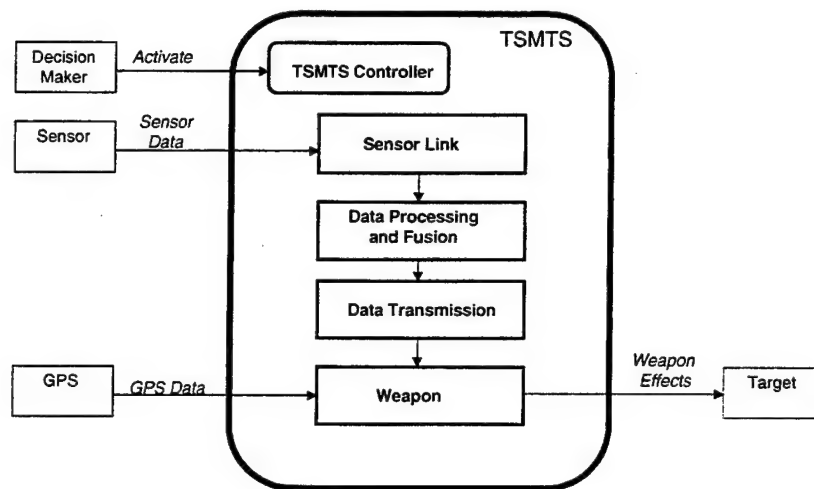 TSMTS
Decision
Maker
Activate
TSMTS Controller
Sensor
Sensor
Data
Sensor Link
Data Processing
and Fusion
Data Transmission
GPS
GPS Data
Weapon
Weapon
Effects
Target